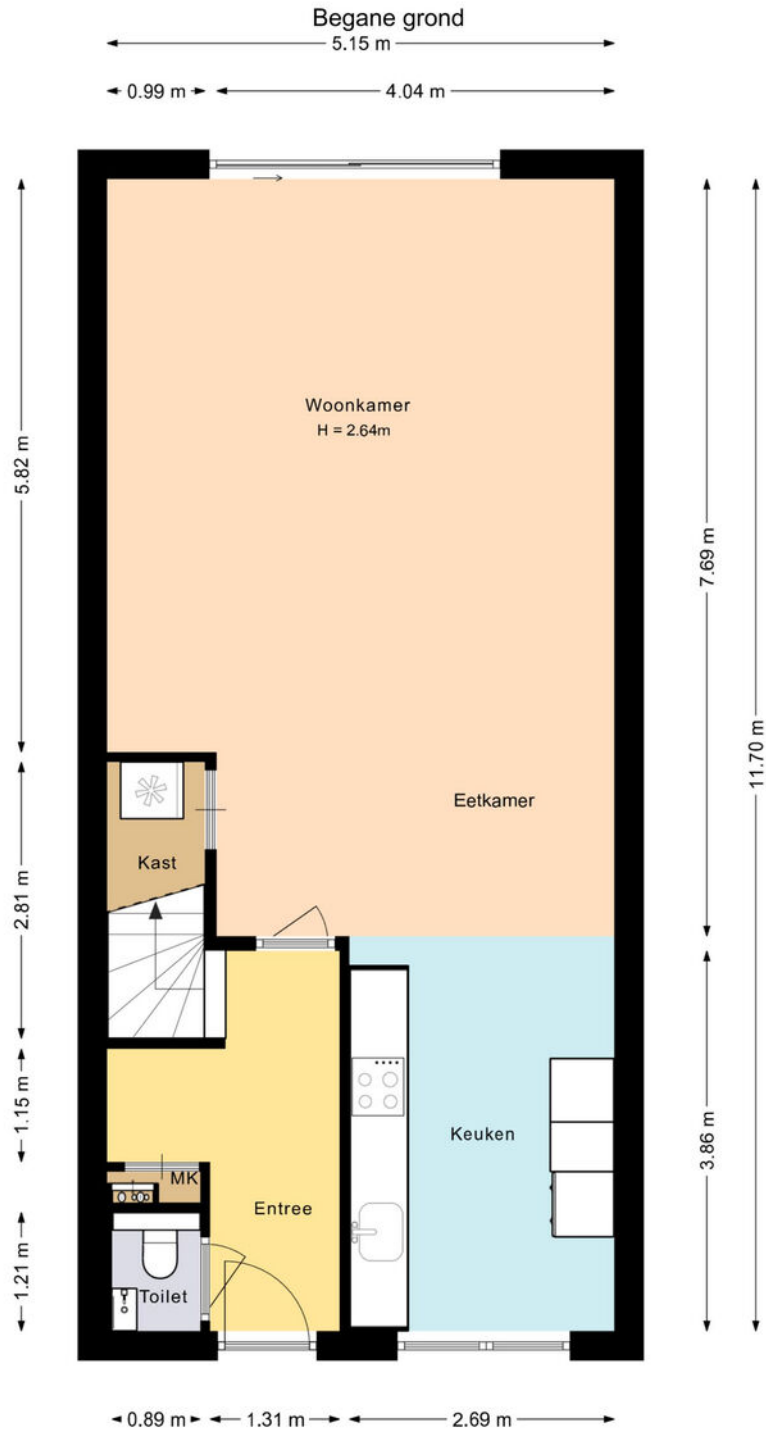 Begane grond
5.15 m
0.99 m
4.04 m
Woonkamer
H = 2.64m
5.82 m
7.69 m
11.70 m
Eetkamer
Kast
2.81 m
1.15 m
Keuken
3.86 m
MK
Entree
1.21 m
Toilet
0.89 m
1.31 m
2.69 m